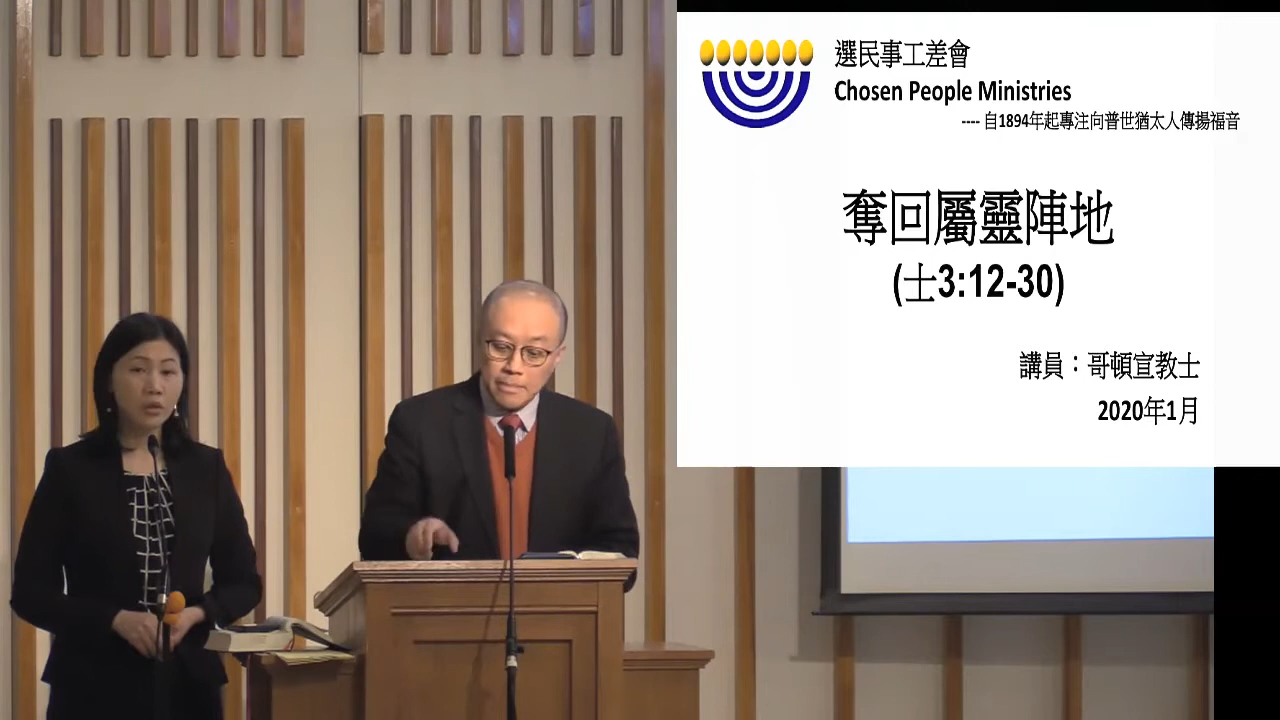 選民事工差會
Chosen People Ministries
---- 自1894年起專注向普世猶太人傳揚福音
奪回屬靈陣地
(士3:12-30)
講員：哥頓宣教士
2020年1月